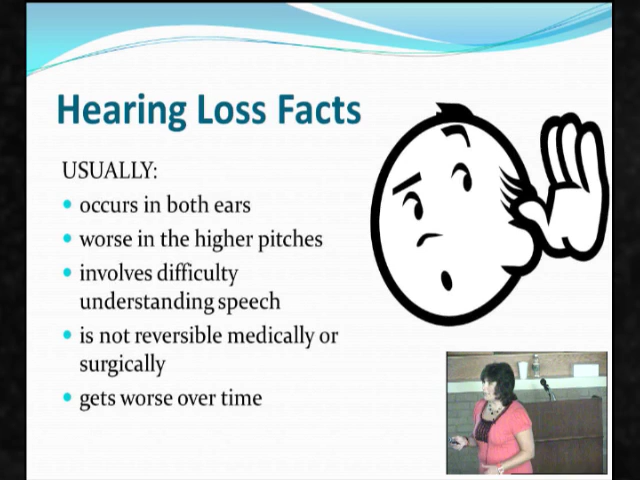 Hearing Loss Facts
USUALLY:
occurs in both ears
worse in the higher pitches
involves difficulty
understanding speech
is not reversible medically or
surgically
gets worse over time